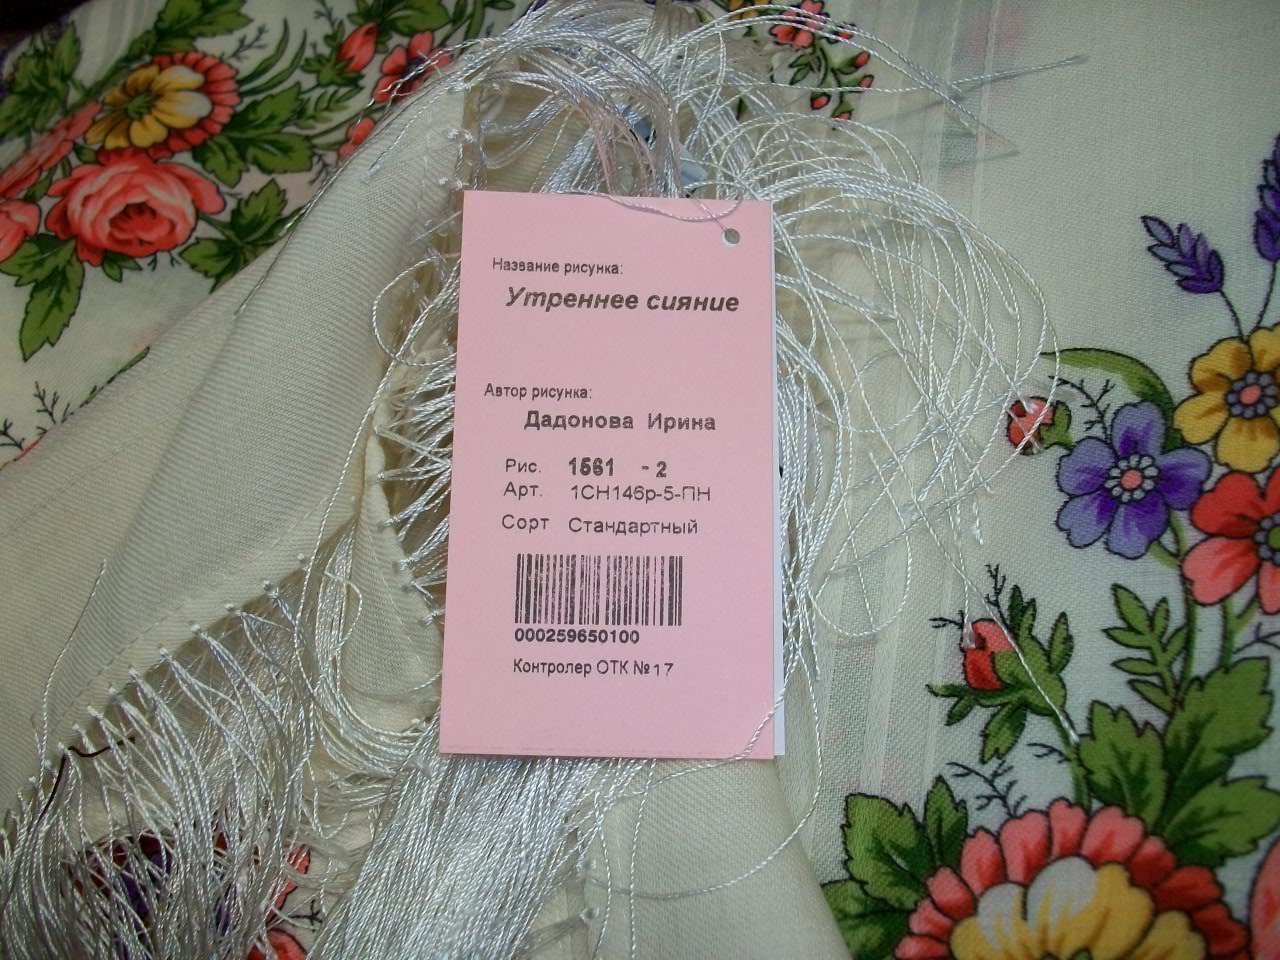 Название рисунка:
Утреннее сияние
Автор рисунка:
Дадонова Ирина
Рис. 1561 - 2
Арт. 1СН146р-5-ПН
Сорт Стандартный
000259650100
Контролер ОТК №17